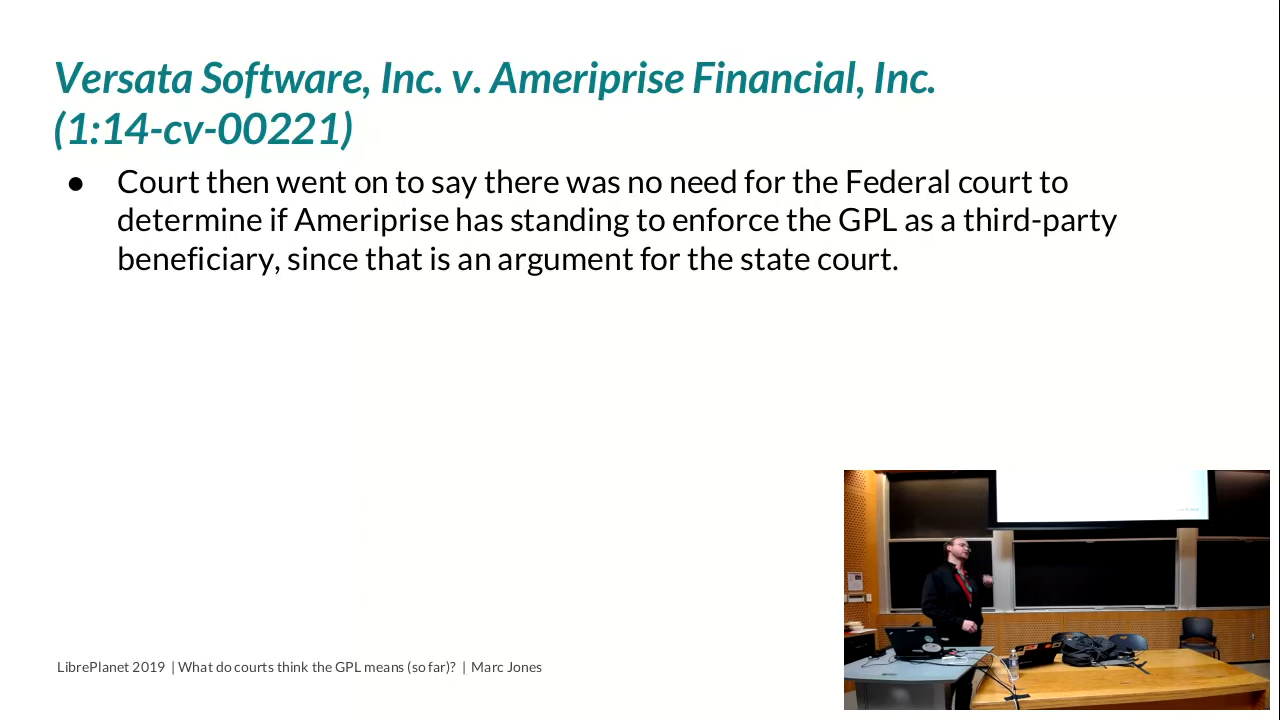 Versata Software, Inc. v. Ameriprise Financial, Inc.
(1:14-cv-00221)
● Court then went on to say there was no need for the Federal court to
determine if Ameriprise has standing to enforce the GPL as a third-party
beneficiary, since that is an argument for the state court.
LibrePlanet 2019 | What do courts think the GPL means (so far)? | Marc Jones